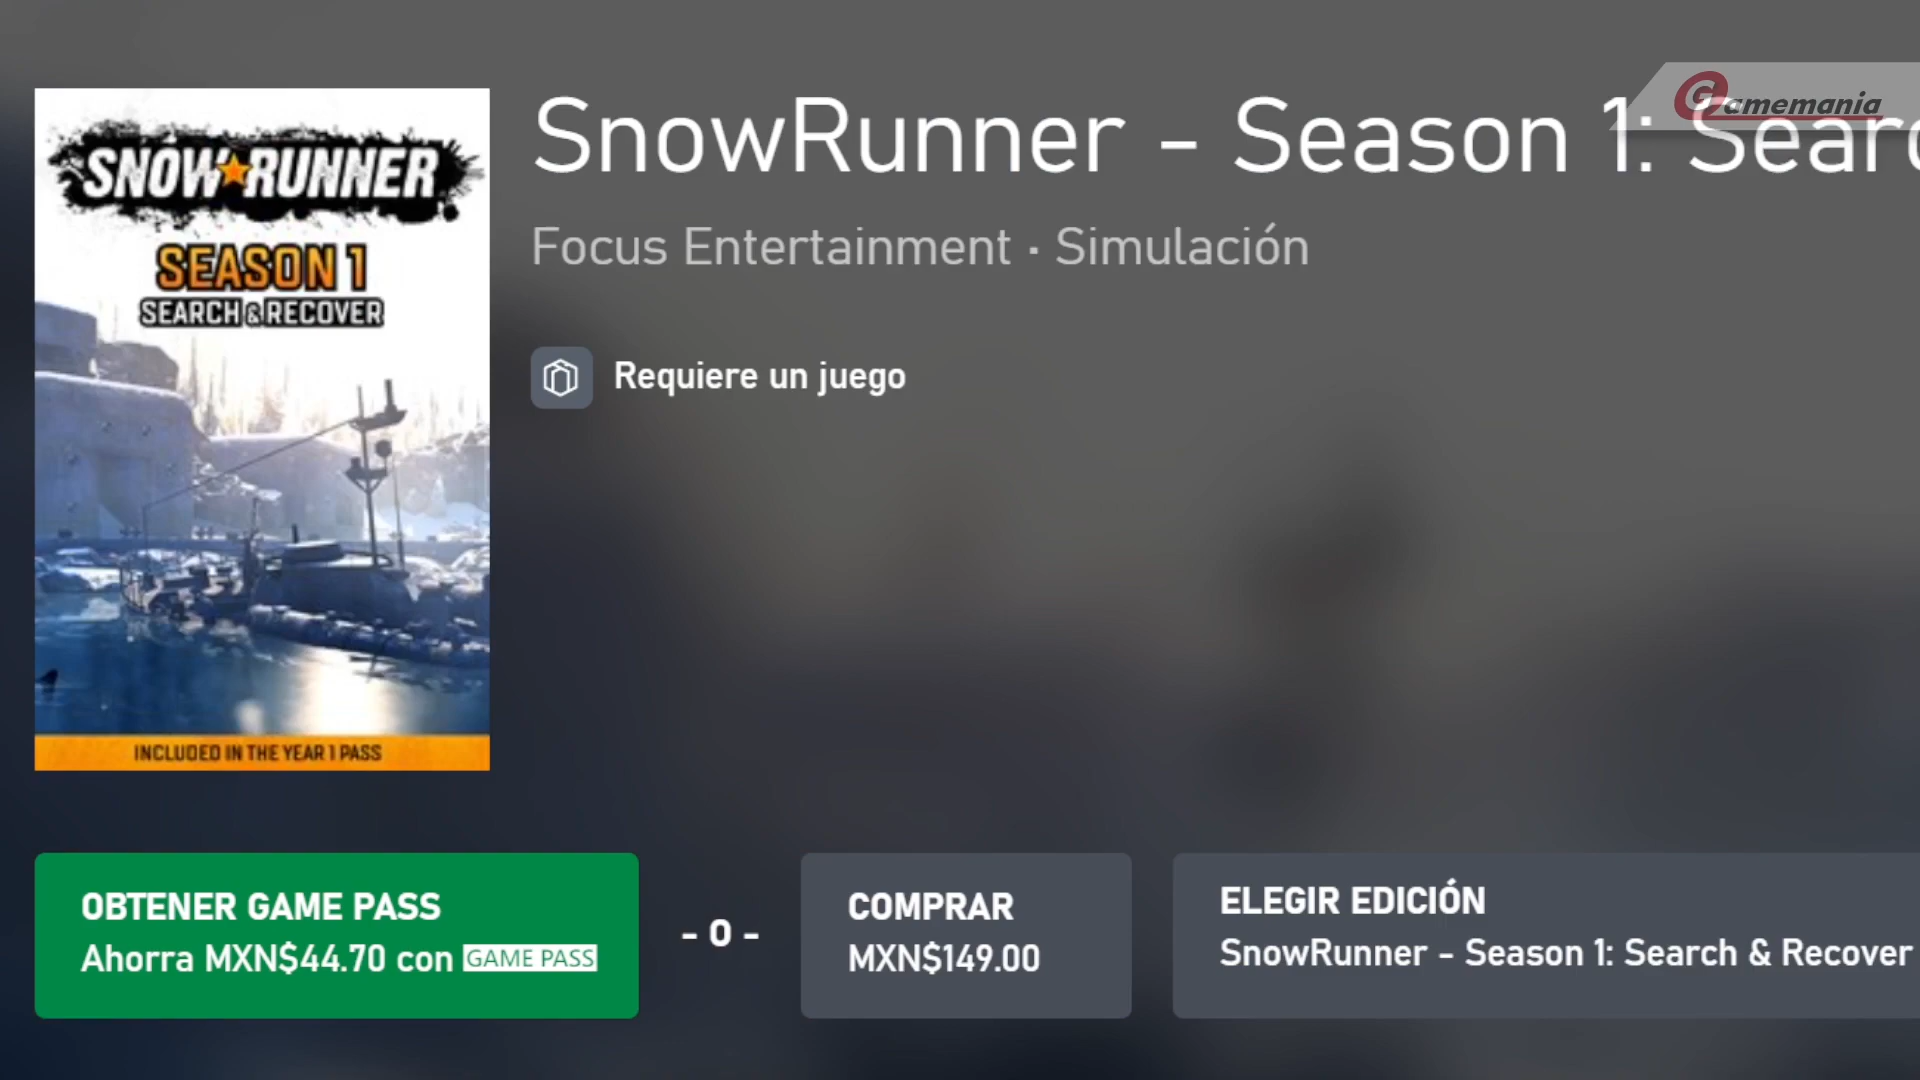 Gamemania
SnowRunner - Season 1: Searc
Focus Entertainment · Simulación
Requiere un juego
SNOW RUNNER
SEASON 1
SEARCH & RECOVER
INCLUDED IN THE YEAR 1 PASS
OBTENER GAME PASS
Ahorra MXN$44.70 con GAME PASS
- O -
COMPRAR
MXN$149.00
ELEGIR EDICIÓN
SnowRunner - Season 1: Search & Recover